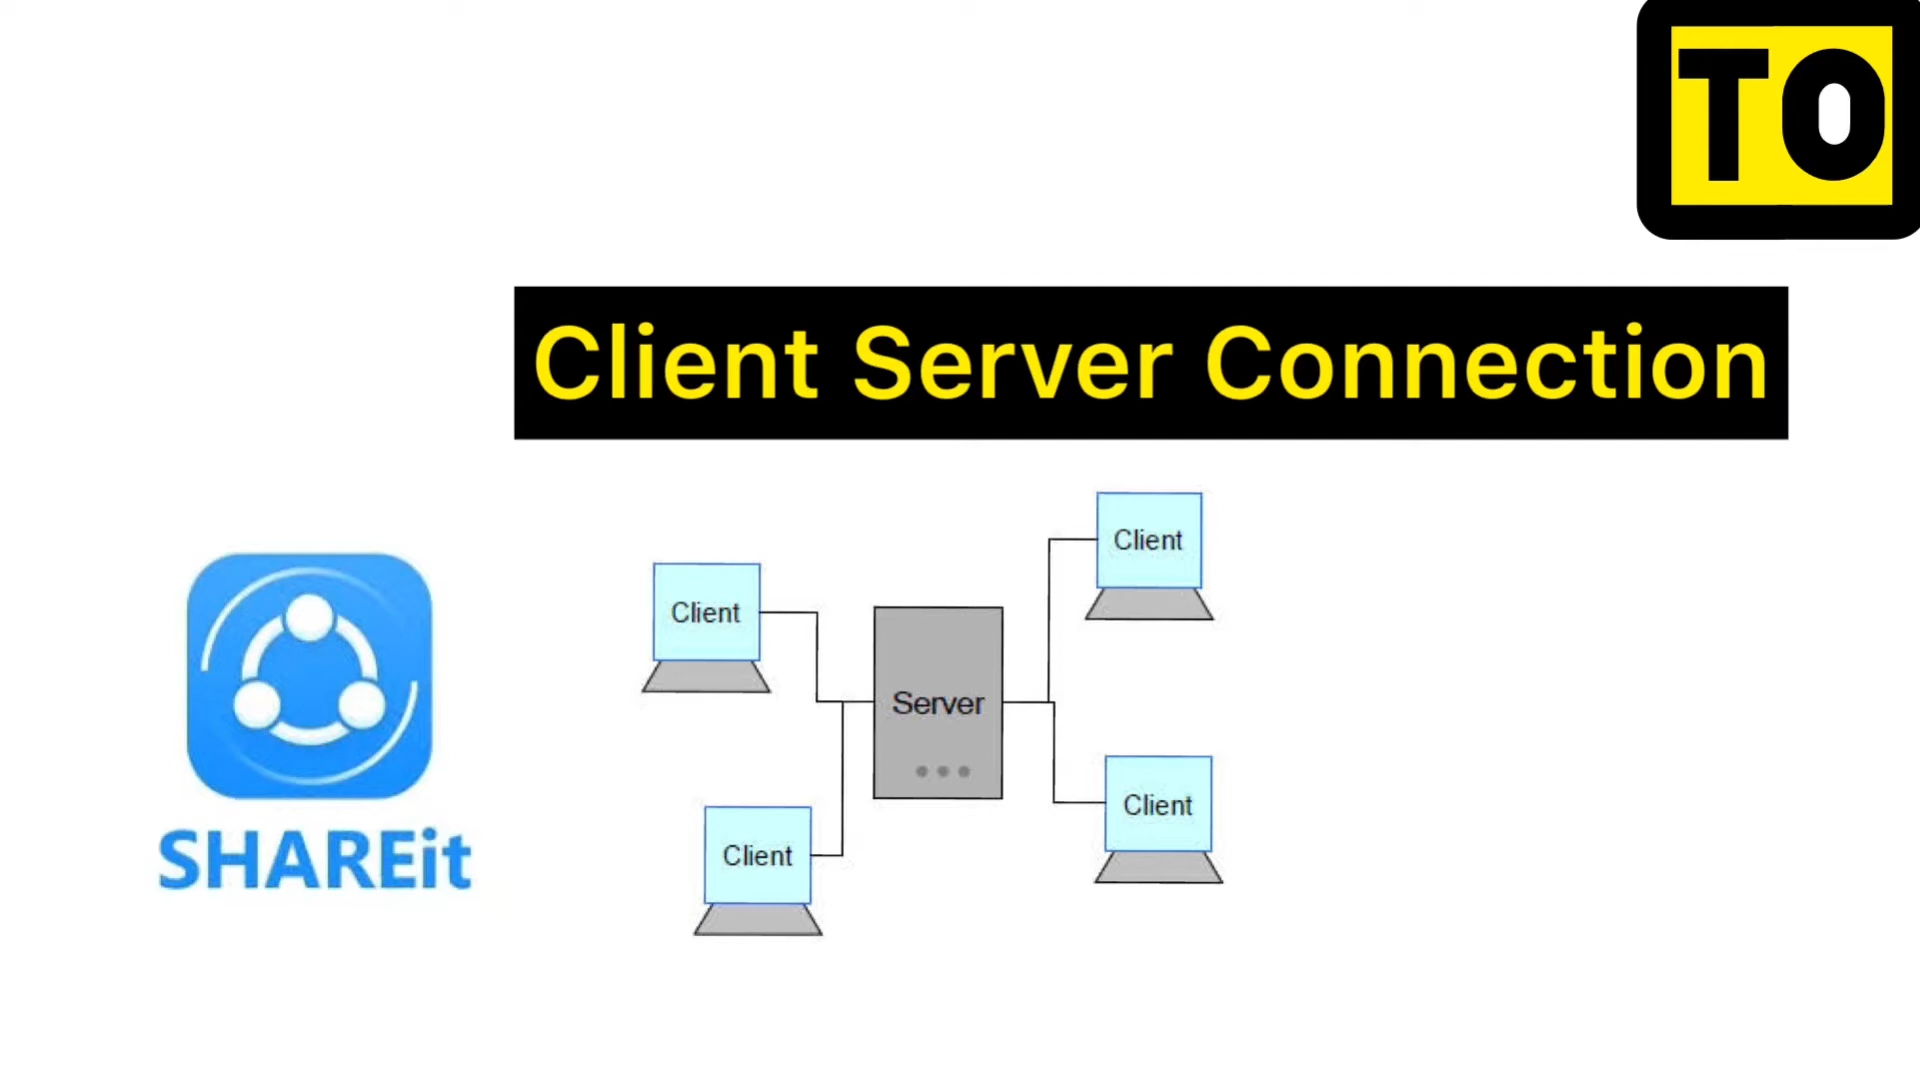 TO
Client Server Connection
Client
Client
Server
Client
Client
SHAREit